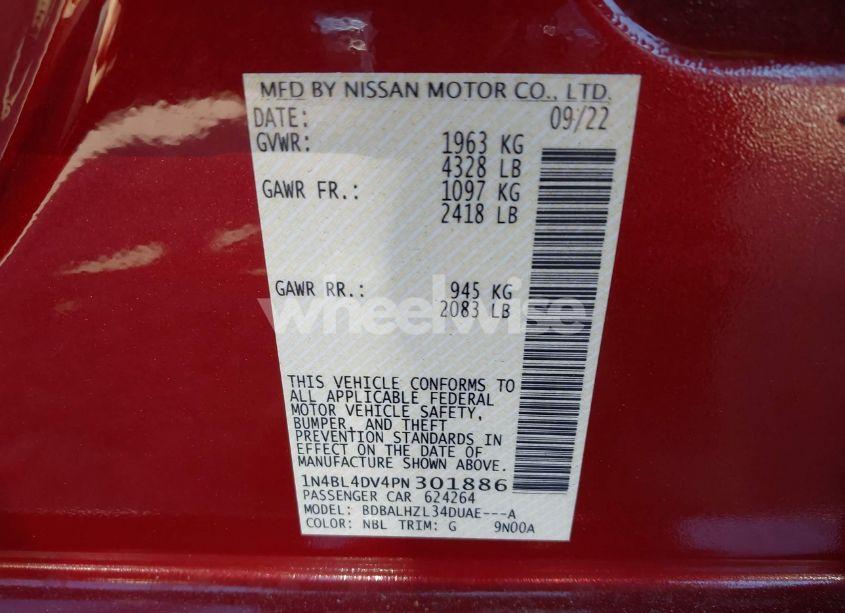 MFD BY NISSAN MOTOR CO., LTD.
DATE: 09/22
GVWR: 1963 KG
4328 LB
GAWR FR.: 1097 KG
2418 LB
GAWR RR.: 945 KG
2083 LB
wheelwise
THIS VEHICLE CONFORMS TO
ALL APPLICABLE FEDERAL
MOTOR VEHICLE SAFETY,
BUMPER, AND THEFT
PREVENTION STANDARDS IN
EFFECT ON THE DATE OF
MANUFACTURE SHOWN ABOVE.
1N4BL4DV4PN301886
PASSENGER CAR 624264
MODEL: BDBALHZL34DUAE---A
COLOR: NBL TRIM: G 9N00A